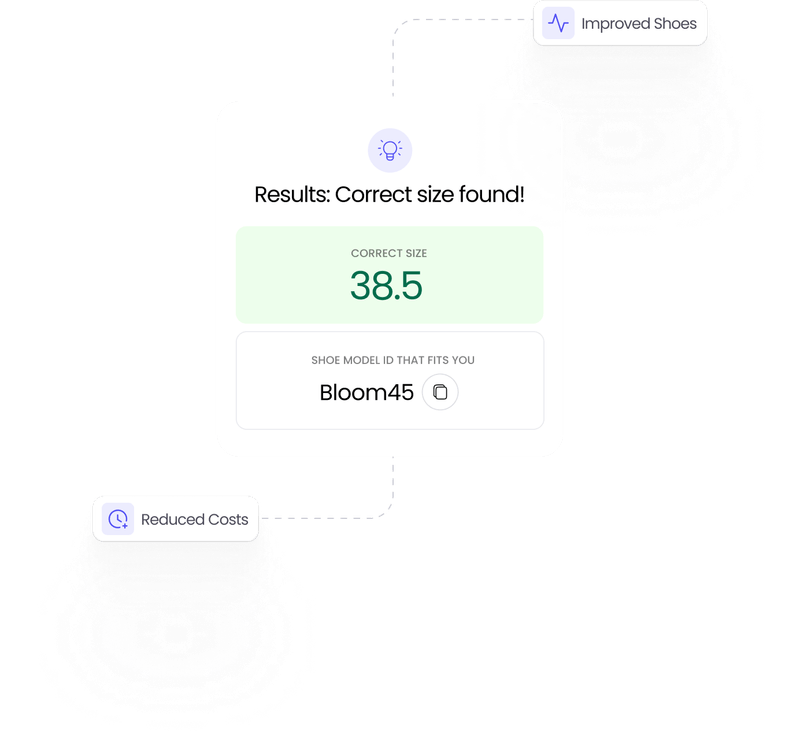 Improved Shoes
Results: Correct size found!
CORRECT SIZE
38.5
SHOE MODEL ID THAT FITS YOU
Bloom45
Reduced Costs